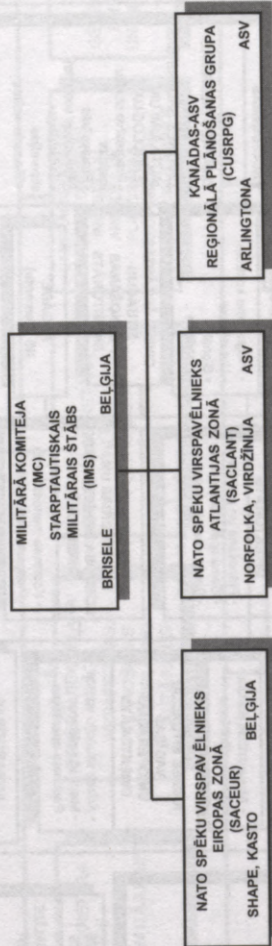 MILITĀRĀ KOMITEJA
(MC)
STARPTAUTISKAIS
MILITĀRAIS ŠTĀBS
(IMS)
BRISELE BEĻĢIJA
NATO SPĒKU VIRSPAVĒLNIEKS
EIROPAS ZONĀ
(SACEUR)
SHAPE, KASTO BEĻĢIJA
NATO SPĒKU VIRSPAVĒLNIEKS
ATLANTIJAS ZONĀ
(SACLANT)
NORFOLKA, VIRDŽĪNIJA ASV
KANĀDAS-ASV
REĢIONĀLĀ PLĀNOŠANAS GRUPA
(CUSRPG)
ARLINGTONA ASV